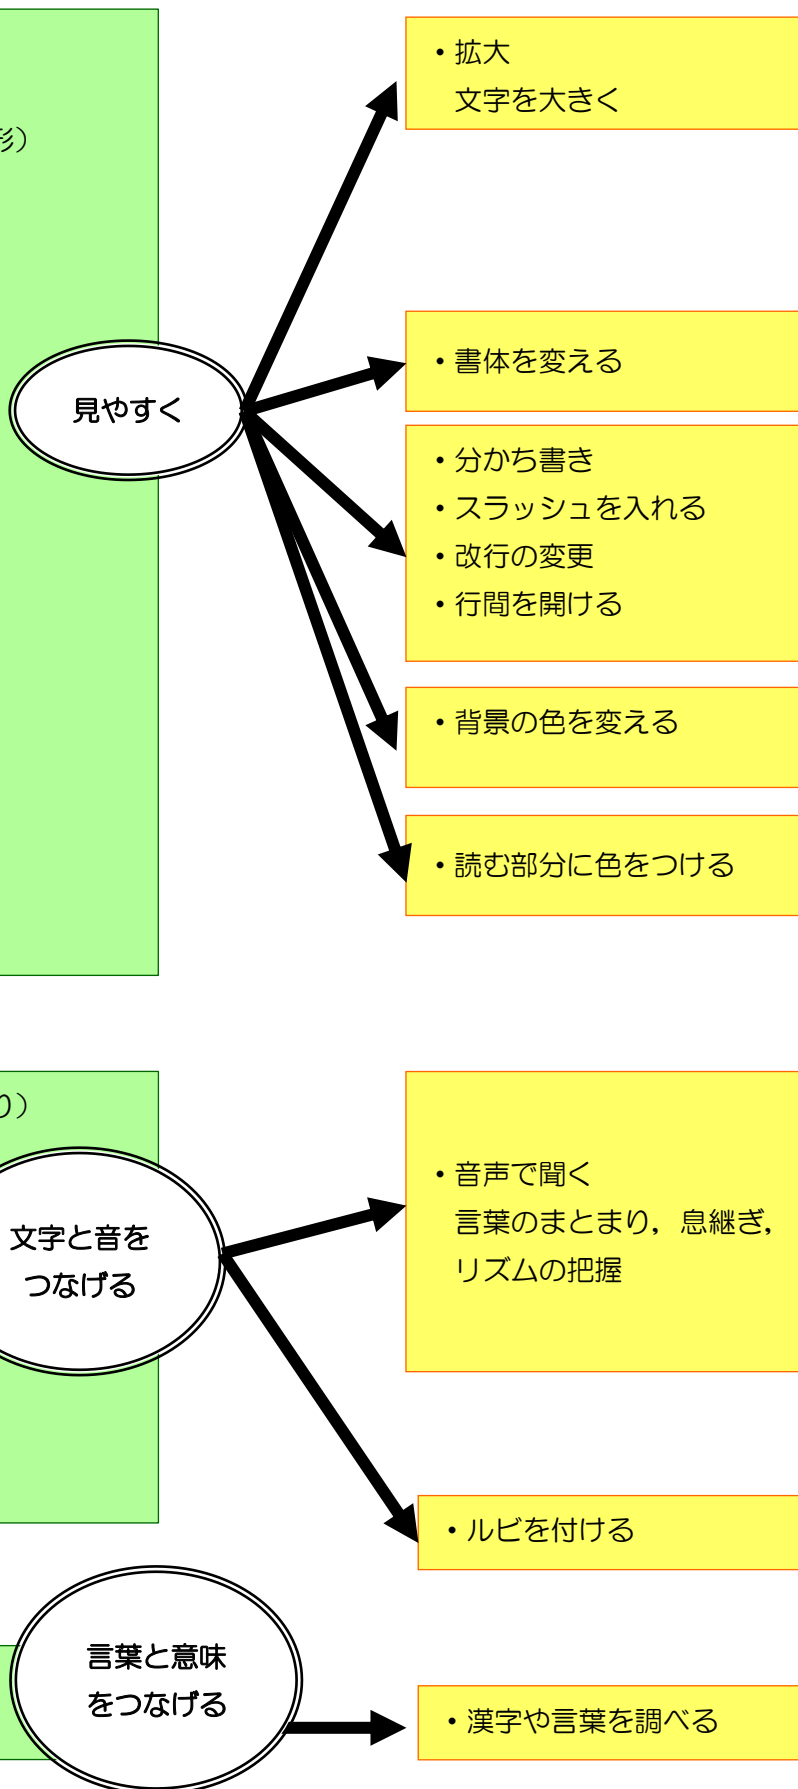 ・拡大
文字を大きく
形）
・書体を変える
見やすく
・分かち書き
・スラッシュを入れる
・改行の変更
・行間を開ける
・背景の色を変える
・読む部分に色をつける
り）
・音声で聞く
言葉のまとまり，息継ぎ，
リズムの把握
文字と音を
つなげる
・ルビを付ける
言葉と意味
をつなげる
・漢字や言葉を調べる